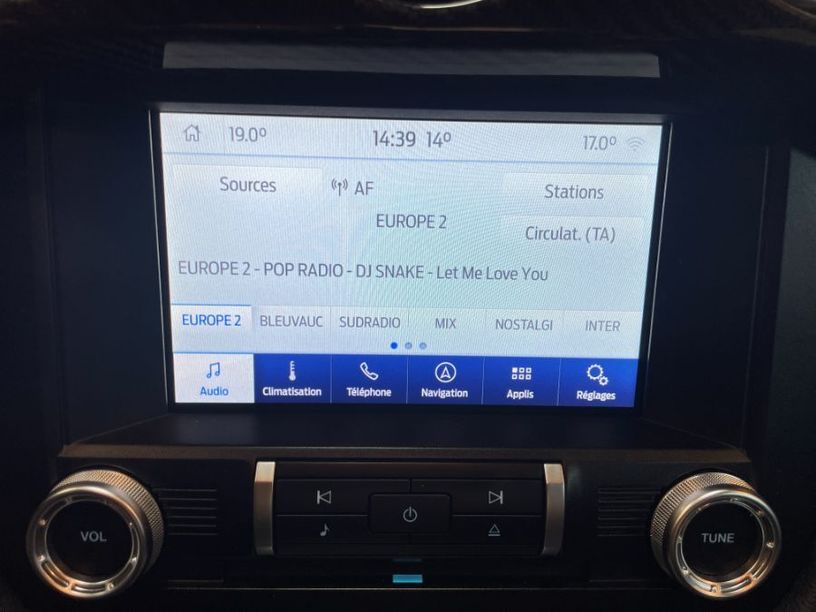 19.0° 14:39 14° 17.0°
Sources AF Stations
EUROPE 2
Circulat. (TA)
EUROPE 2 - POP RADIO - DJ SNAKE - Let Me Love You
EUROPE 2 BLEUVAUC SUDRADIO MIX NOSTALGI INTER
Audio Climatisation Téléphone Navigation Applis Réglages
VOL TUNE